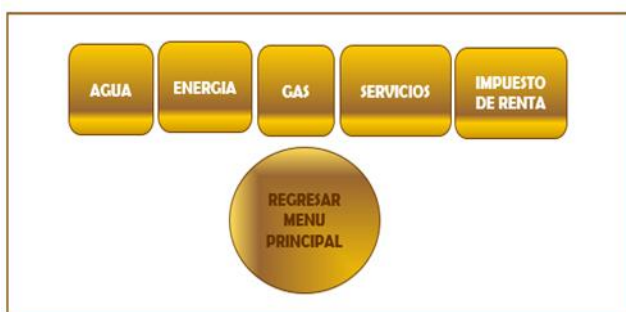 AGUA
ENERGIA
GAS
SERVICIOS
IMPUESTO
DE RENTA
REGRESAR
MENU
PRINCIPAL